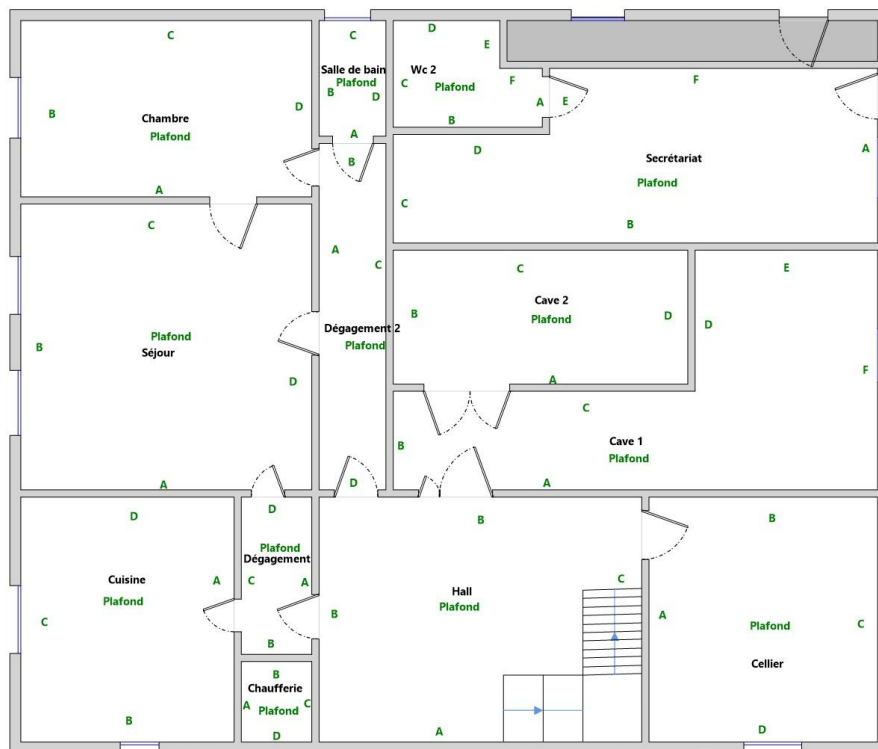 C
C
D
E
Salle de bain
Wc 2
Plafond
F
F
B
D
C
Plafond
B
D
Chambre
A
E
Plafond
B
A
D
A
B
Secrétariat
Plafond
A
C
C
B
A
C
C
E
Cave 2
B
Plafond
D
D
Dégagement 2
Plafond
Plafond
B
Séjour
F
D
C
Cave 1
B
Plafond
A
D
A
D
D
B
B
Plafond
Dégagement
Cuisine
A
C
A
Hall
C
Plafond
Plafond
C
B
A
Plafond
C
B
Cellier
B
Chaufferie
A
C
Plafond
B
D
A
D